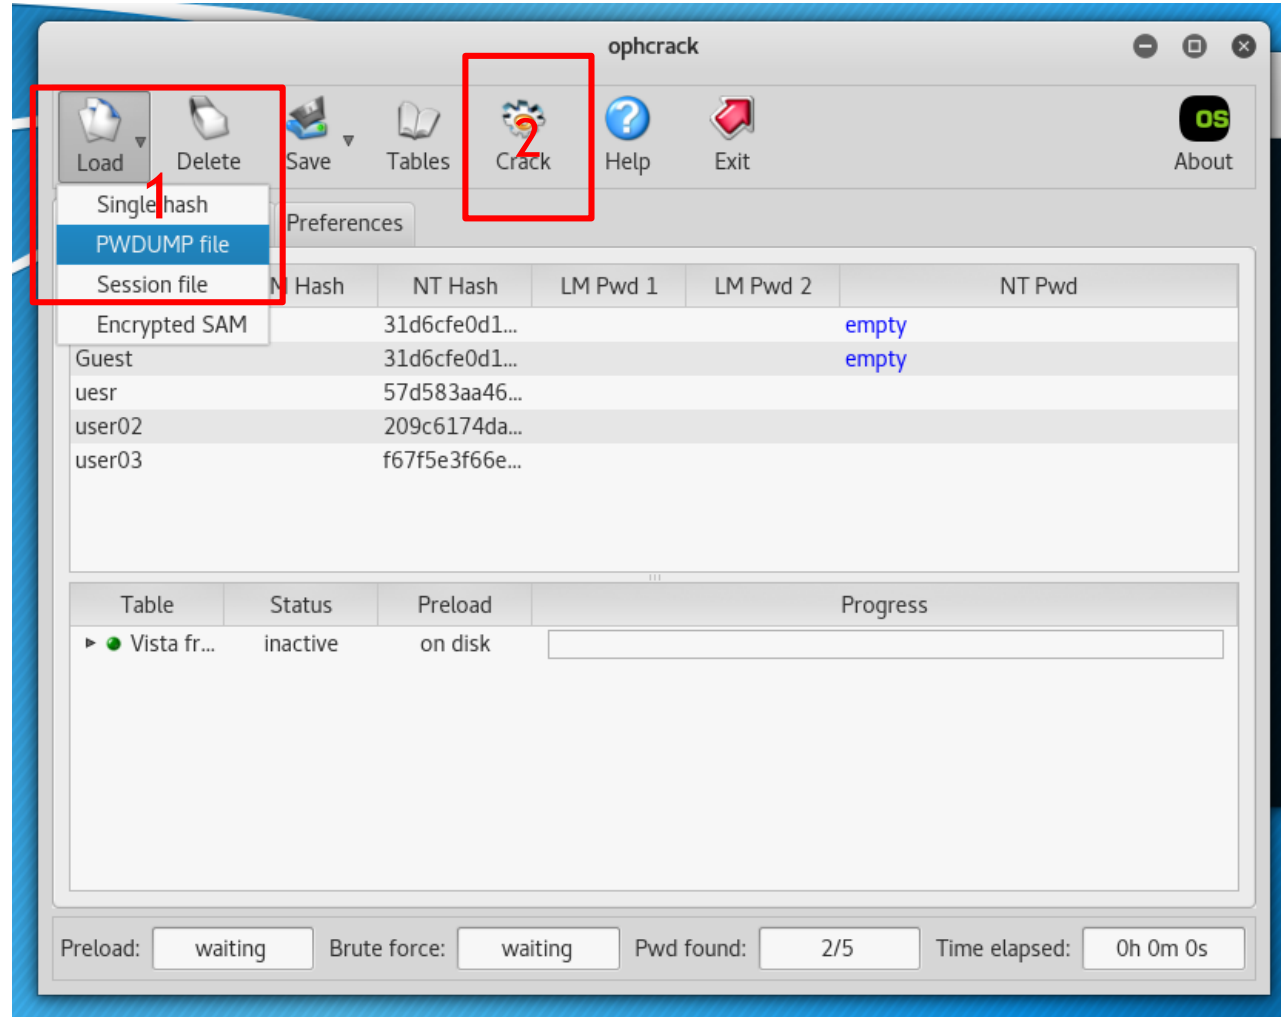 ophcrack
Load Delete Save Tables Crack Help Exit About
1
2
Single hash
PWDUMP file
Session file
Encrypted SAM
Preferences
M Hash NT Hash LM Pwd 1 LM Pwd 2 NT Pwd
31d6cfe0d1... empty
Guest 31d6cfe0d1... empty
uesr 57d583aa46...
user02 209c6174da...
user03 f67f5e3f66e...
Table Status Preload Progress
Vista fr... inactive on disk
Preload: waiting Brute force: waiting Pwd found: 2/5 Time elapsed: 0h 0m 0s